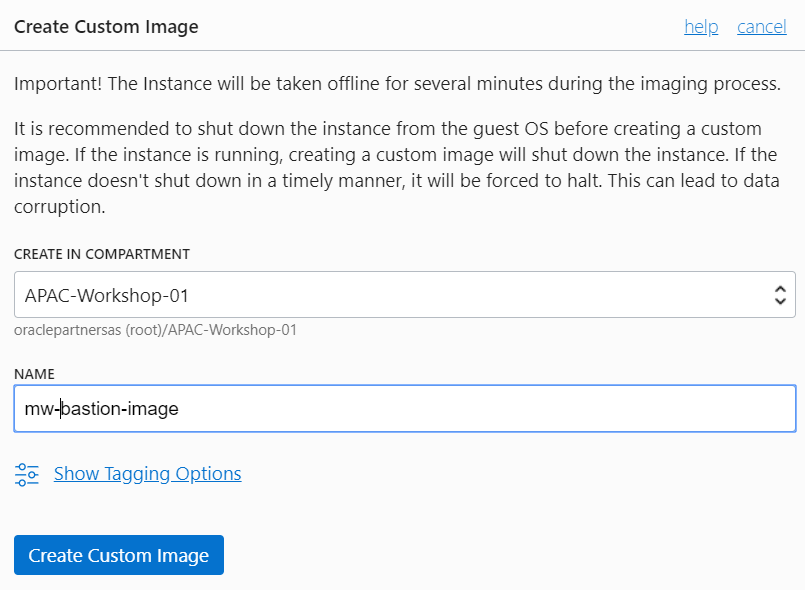 Create Custom Image
help
cancel
Important! The Instance will be taken offline for several minutes during the imaging process.
It is recommended to shut down the instance from the guest OS before creating a custom
image. If the instance is running, creating a custom image will shut down the instance. If the
instance doesn't shut down in a timely manner, it will be forced to halt. This can lead to data
corruption.
CREATE IN COMPARTMENT
APAC-Workshop-01
oraclepartnersas (root)/APAC-Workshop-01
NAME
mw-bastion-image
Show Tagging Options
Create Custom Image